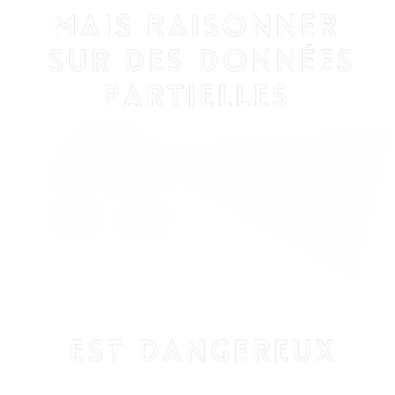 MAIS RAISONNER
SUR DES DONNÉES
PARTIELLES
EST DANGEREUX